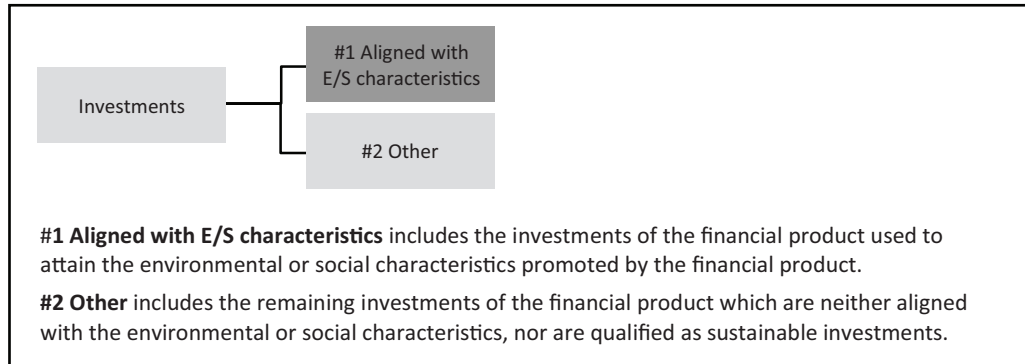 #1 Aligned with
E/S characteristics
Investments
#2 Other
#1 Aligned with E/S characteristics includes the investments of the financial product used to
attain the environmental or social characteristics promoted by the financial product.
#2 Other includes the remaining investments of the financial product which are neither aligned
with the environmental or social characteristics, nor are qualified as sustainable investments.